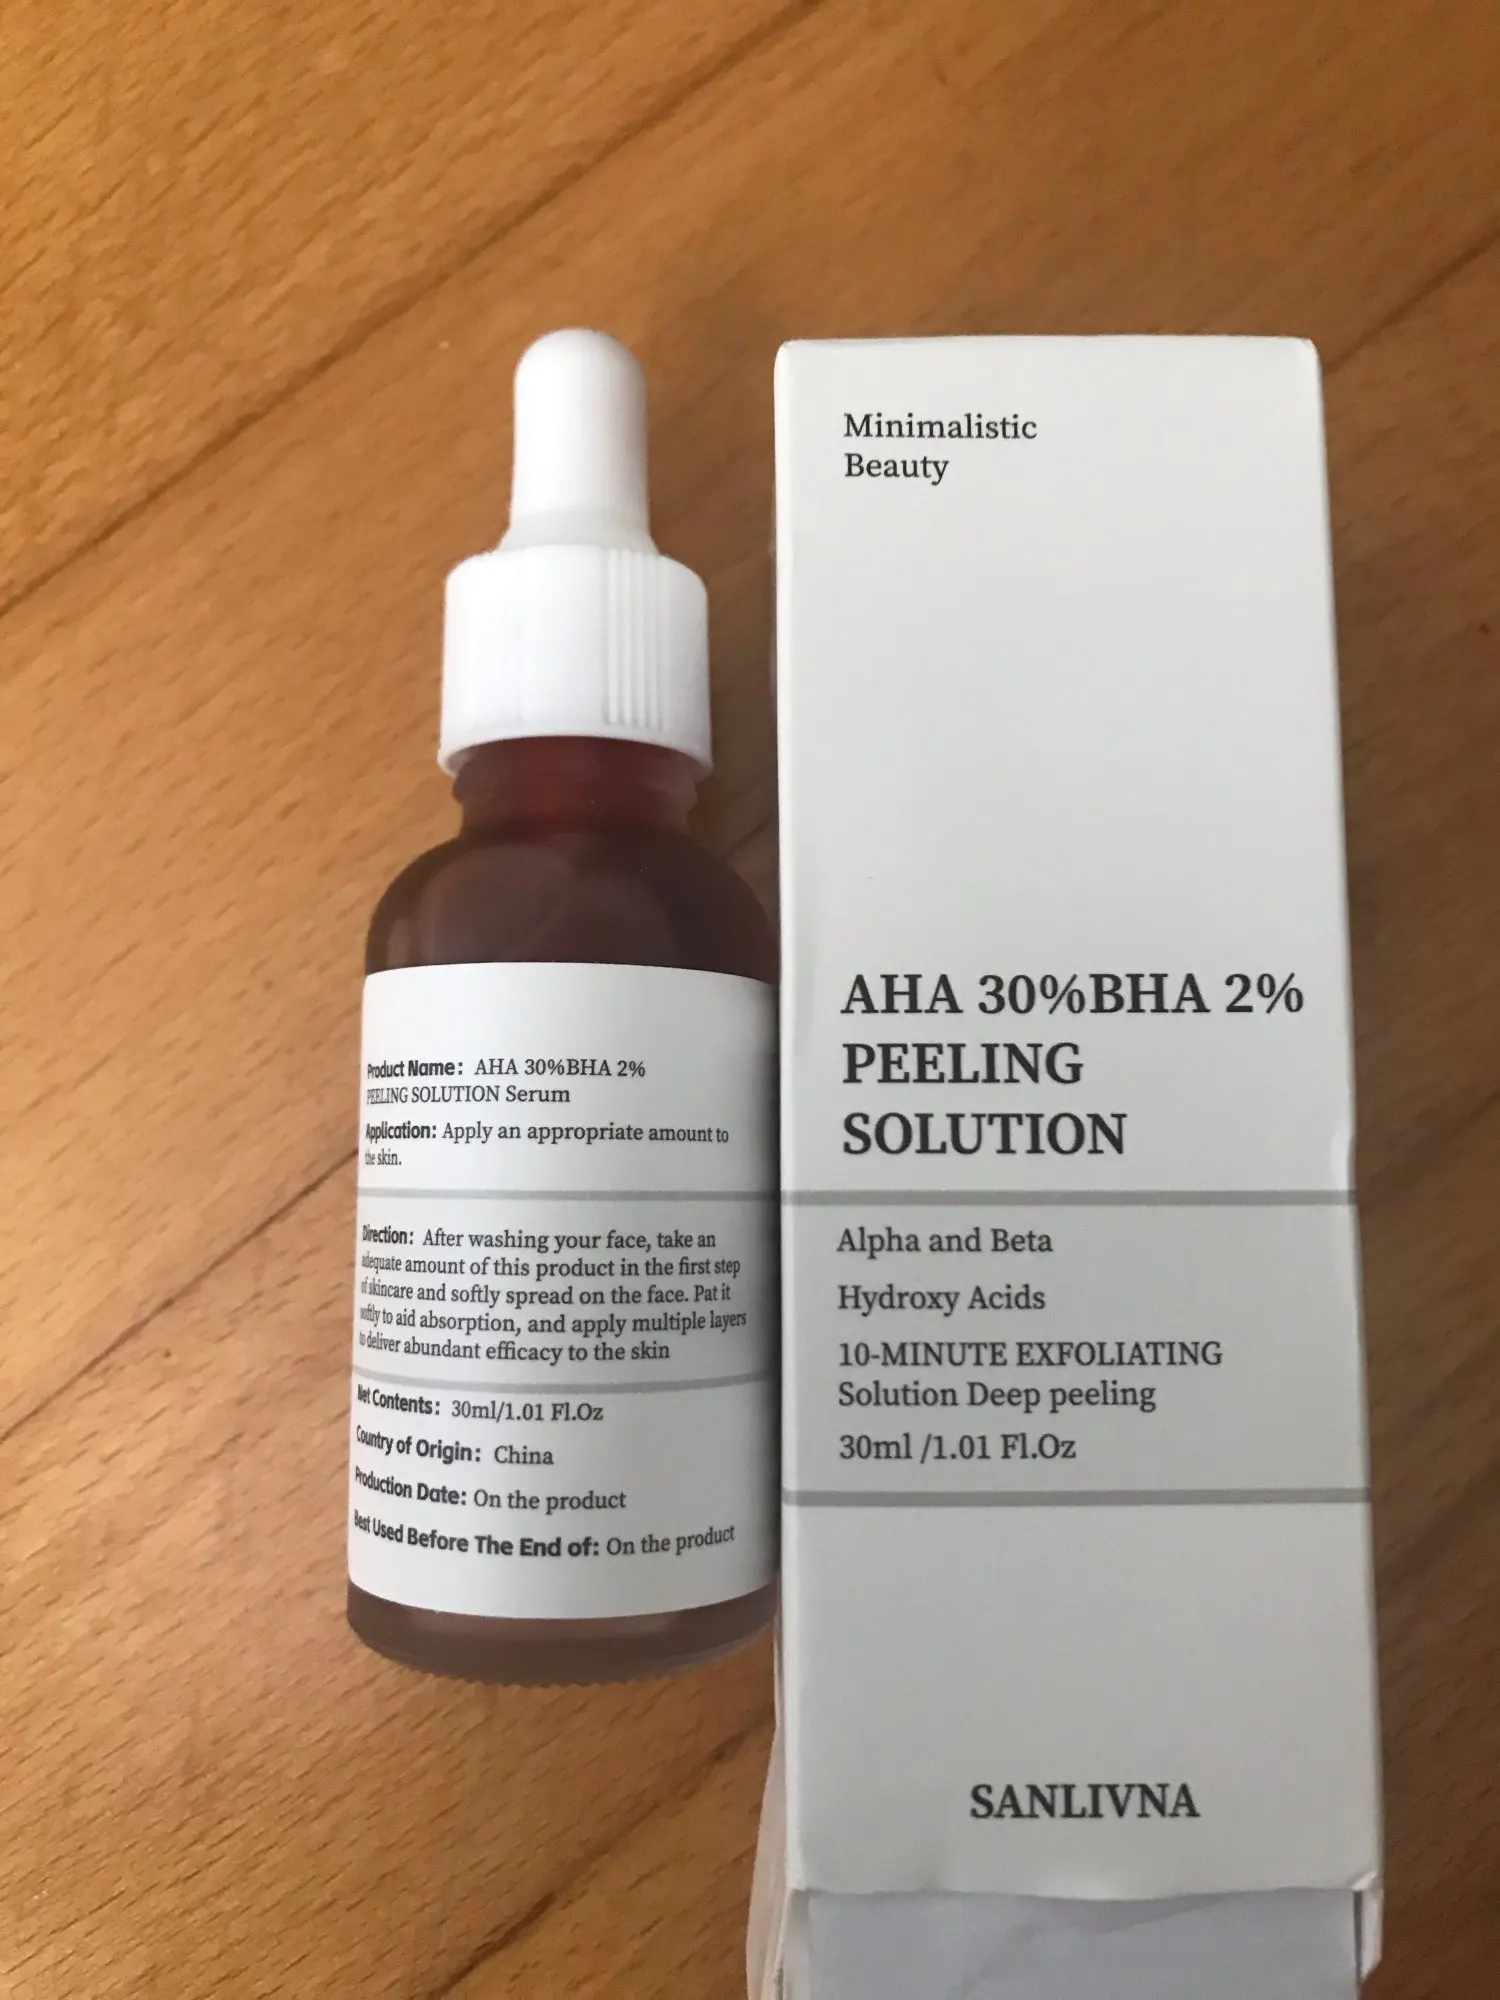 Product Name: AHA 30%BHA 2%
PEELING SOLUTION Serum
Application: Apply an appropriate amount to
the skin.
Direction: After washing your face, take an
adequate amount of this product in the first step
of skincare and softly spread on the face. Pat it
softly to aid absorption, and apply multiple layers
to deliver abundant efficacy to the skin
Net Contents: 30ml/1.01 Fl.Oz
Country of Origin: China
Production Date: On the product
Best Used Before The End of: On the product
Minimalistic
Beauty
AHA 30%BHA 2%
PEELING
SOLUTION
Alpha and Beta
Hydroxy Acids
10-MINUTE EXFOLIATING
Solution Deep peeling
30ml /1.01 Fl.Oz
SANLIVNA